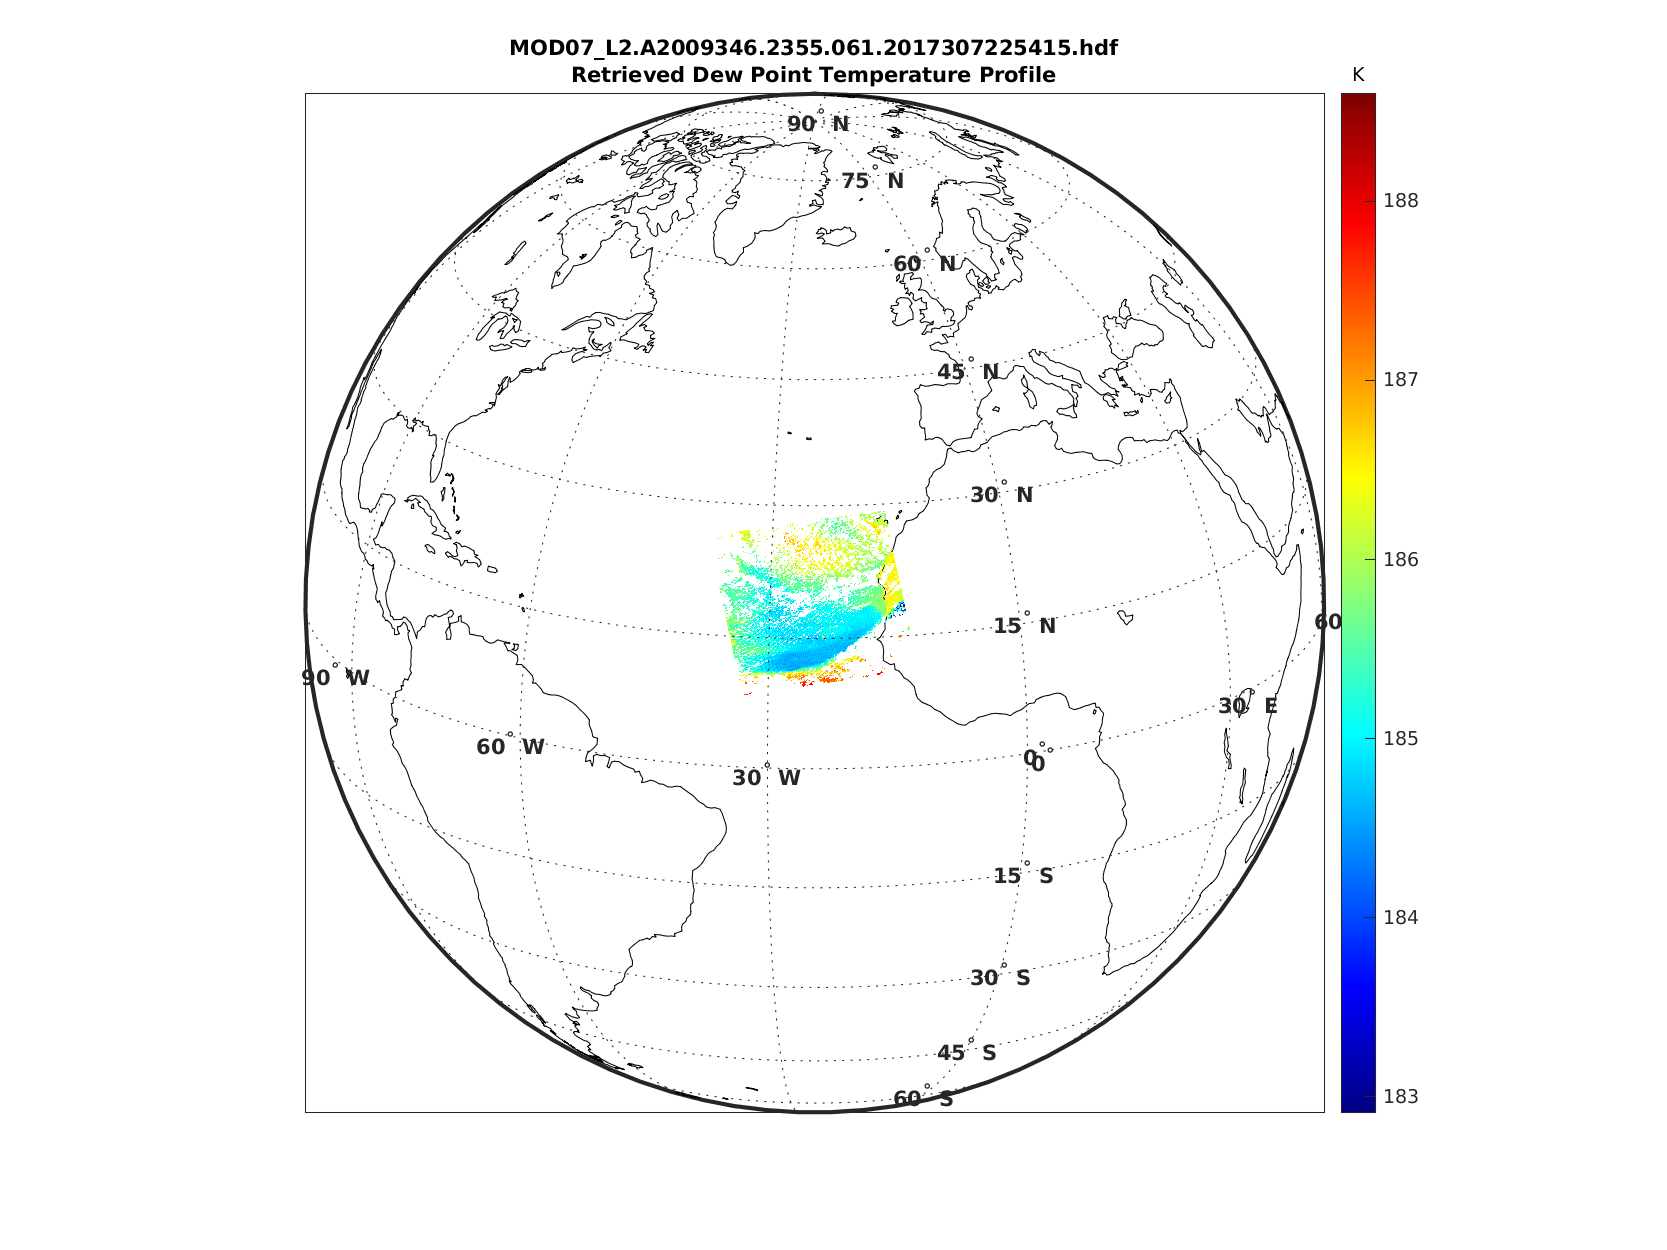 MOD07_L2.A2009346.2355.061.2017307225415.hdf
Retrieved Dew Point Temperature Profile
K
90° N
75° N
60° N
45° N
30° N
15° N
60
90° W
60° W
30° W
0°
0°
30° E
15° S
30° S
45° S
60° S
188
187
186
185
184
183